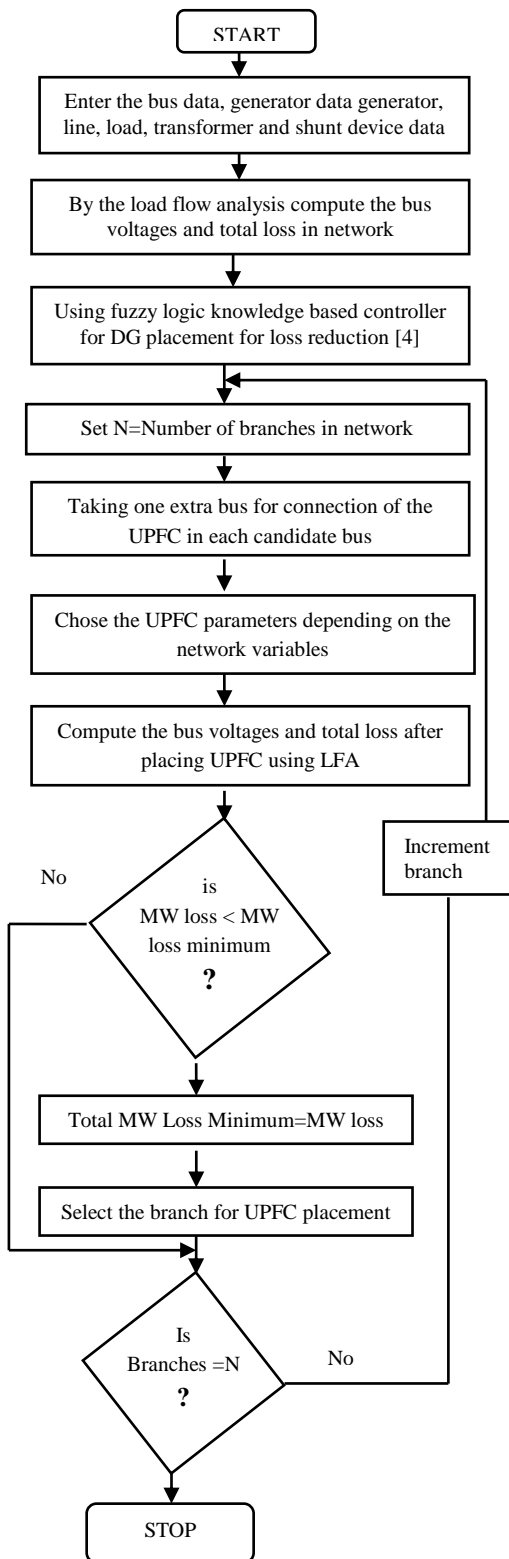 START
Enter the bus data, generator data generator,
line, load, transformer and shunt device data
By the load flow analysis compute the bus
voltages and total loss in network
Using fuzzy logic knowledge based controller
for DG placement for loss reduction [4]
Set N=Number of branches in network
Taking one extra bus for connection of the
UPFC in each candidate bus
Chose the UPFC parameters depending on the
network variables
Compute the bus voltages and total loss after
placing UPFC using LFA
Increment
branch
No
is
MW loss < MW
loss minimum
?
Total MW Loss Minimum=MW loss
Select the branch for UPFC placement
Is
Branches =N
?
No
STOP